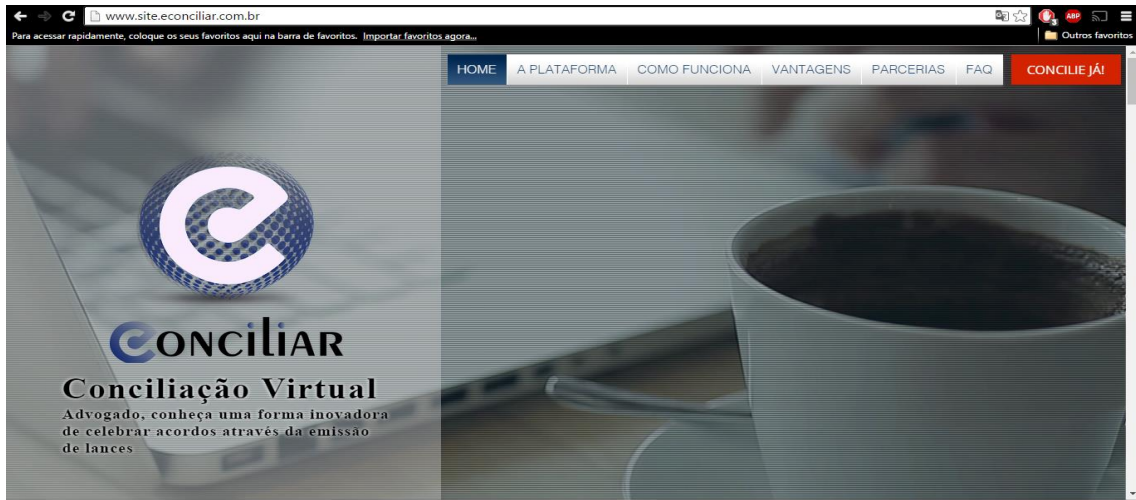 www.site.econciliar.com.br
Para acessar rapidamente, coloque os seus favoritos aqui na barra de favoritos. Importar favoritos agora...
Outros favoritos
HOME A PLATAFORMA COMO FUNCIONA VANTAGENS PARCERIAS FAQ CONCILIE JÁ!
e
eCONCiliAR
Conciliação Virtual
Advogado, conheça uma forma inovadora
de celebrar acordos através da emissão
de lances